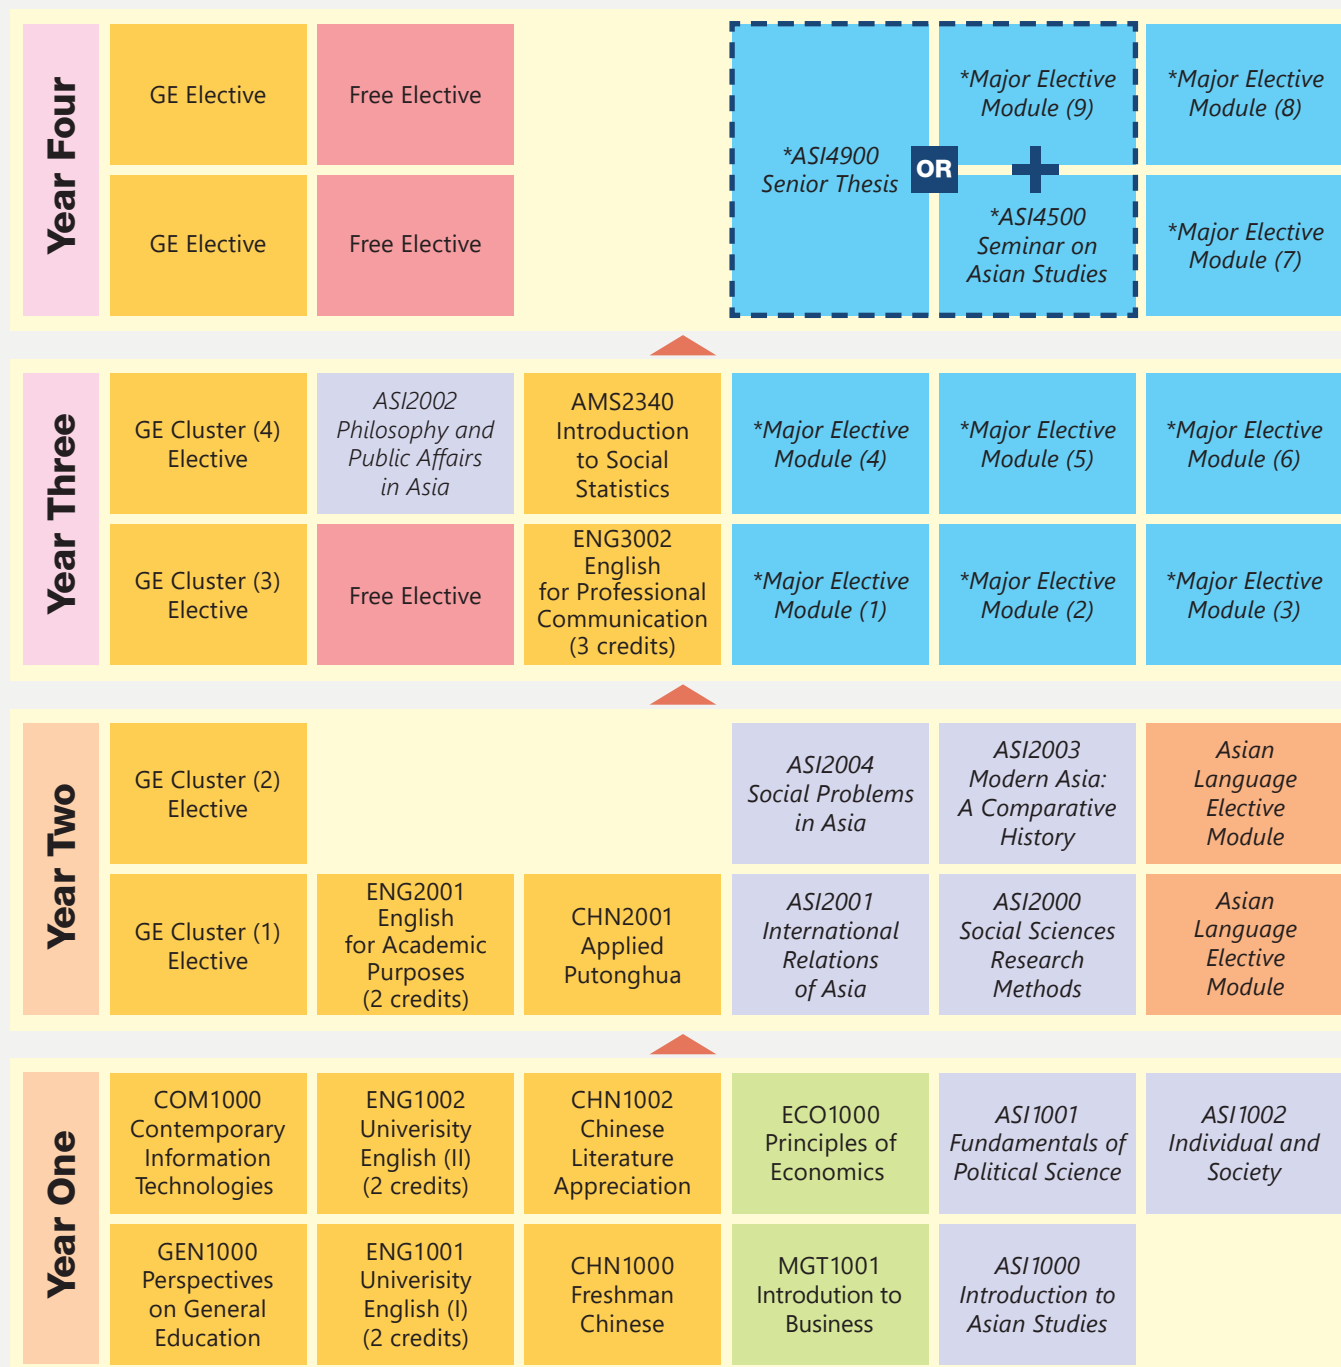 Year Four
GE Elective
Free Elective
*ASI4900
Senior Thesis
OR
*Major Elective
Module (9)
*Major Elective
Module (8)
GE Elective
Free Elective
*ASI4500
Seminar on
Asian Studies
*Major Elective
Module (7)
Year Three
GE Cluster (4)
Elective
ASI2002
Philosophy and
Public Affairs
in Asia
AMS2340
Introduction
to Social
Statistics
*Major Elective
Module (4)
*Major Elective
Module (5)
*Major Elective
Module (6)
GE Cluster (3)
Elective
Free Elective
ENG3002
English
for Professional
Communication
(3 credits)
*Major Elective
Module (1)
*Major Elective
Module (2)
*Major Elective
Module (3)
Year Two
GE Cluster (2)
Elective
ASI2004
Social Problems
in Asia
ASI2003
Modern Asia:
A Comparative
History
Asian
Language
Elective
Module
GE Cluster (1)
Elective
ENG2001
English
for Academic
Purposes
(2 credits)
CHN2001
Applied
Putonghua
ASI2001
International
Relations
of Asia
ASI2000
Social Sciences
Research
Methods
Asian
Language
Elective
Module
Year One
COM1000
Contemporary
Information
Technologies
ENG1002
Univerisity
English (II)
(2 credits)
CHN1002
Chinese
Literature
Appreciation
ECO1000
Principles of
Economics
ASI1001
Fundamentals of
Political Science
ASI1002
Individual and
Society
GEN1000
Perspectives
on General
Education
ENG1001
Univerisity
English (I)
(2 credits)
CHN1000
Freshman
Chinese
MGT1001
Introdution to
Business
ASI1000
Introduction to
Asian Studies